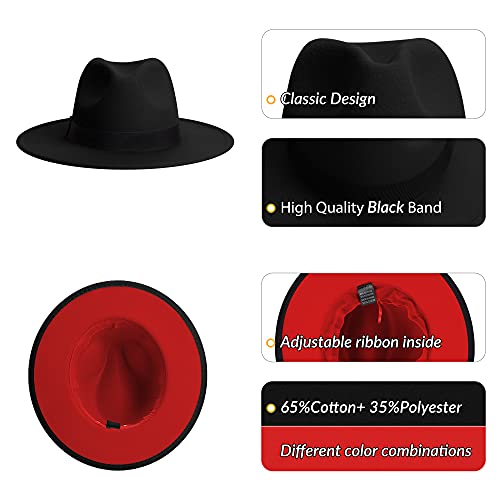 Classic Design
High Quality Black Band
Adjustable ribbon inside
65%Cotton+ 35%Polyester
Different color combinations